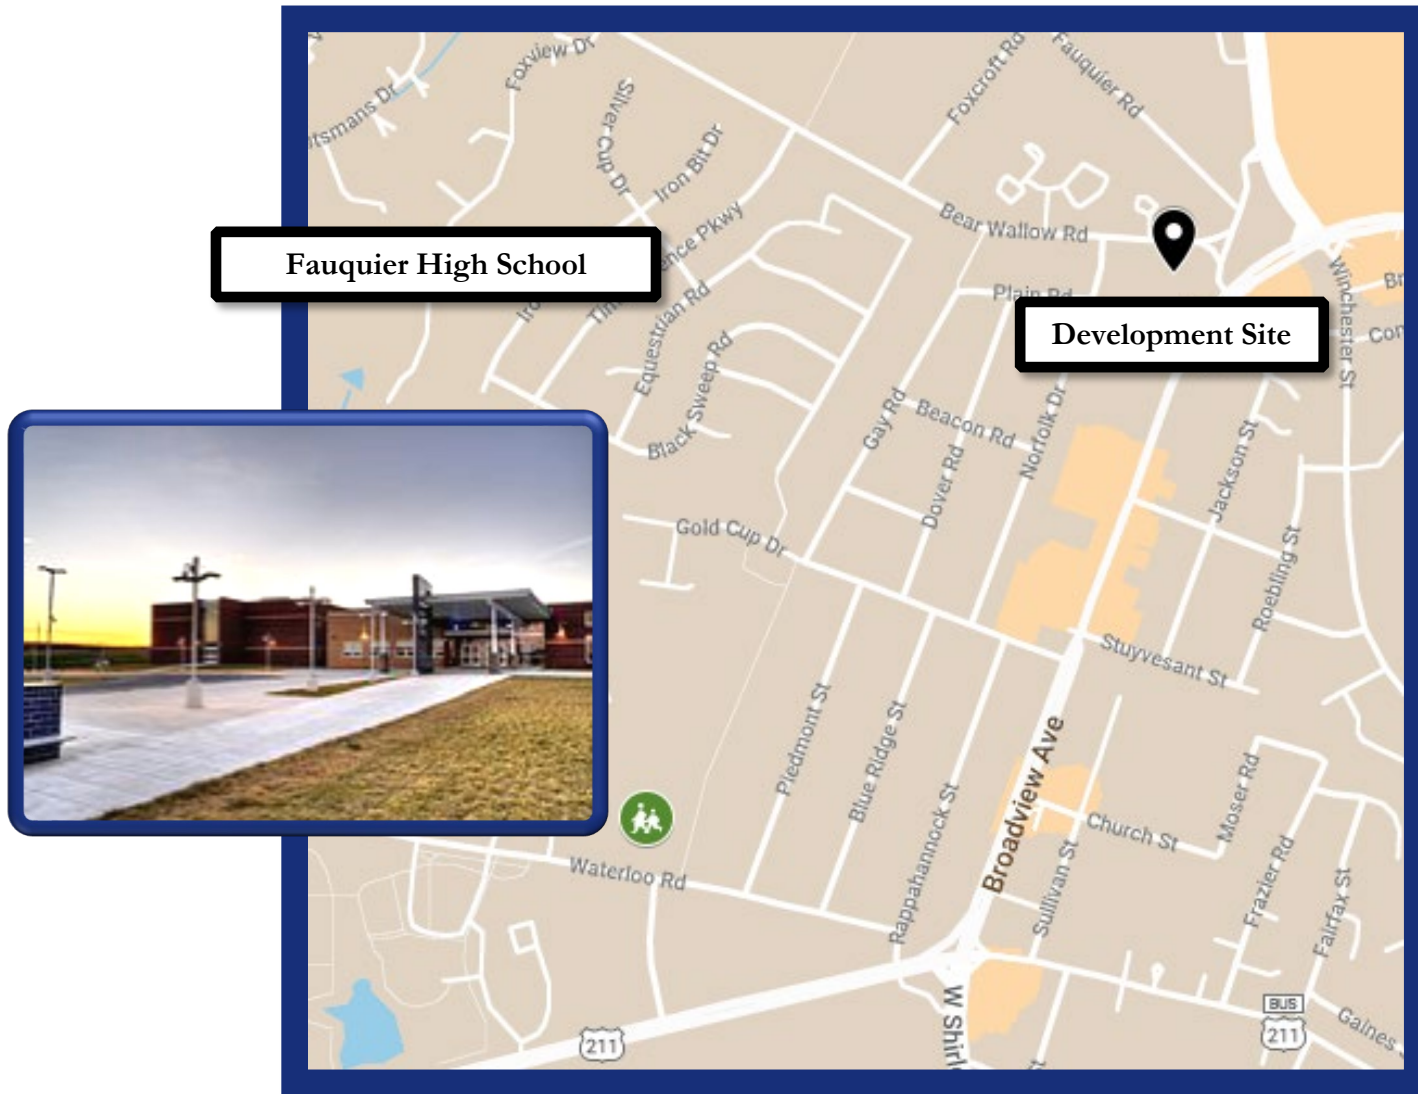 Foxview Dr
Foxcroft Rd
Fauquier Rd
Silver Cup Dr
Iron Bit Dr
Bear Wallow Rd
Fauquier High School
Plain Rd
Winchester St
Equestrian Rd
Development Site
Black Sweep Rd
Gay Rd
Beacon Rd
Norfolk Dr
Dover Rd
Jackson St
Gold Cup Dr
Roebling St
Stuyvesant St
Piedmont St
Blue Ridge St
Rappahannock St
Broadview Ave
Moser Rd
Church St
Sullivan St
Frazier Rd
Fairfax St
Waterloo Rd
W Shirl
BUS
211
211
Gaines